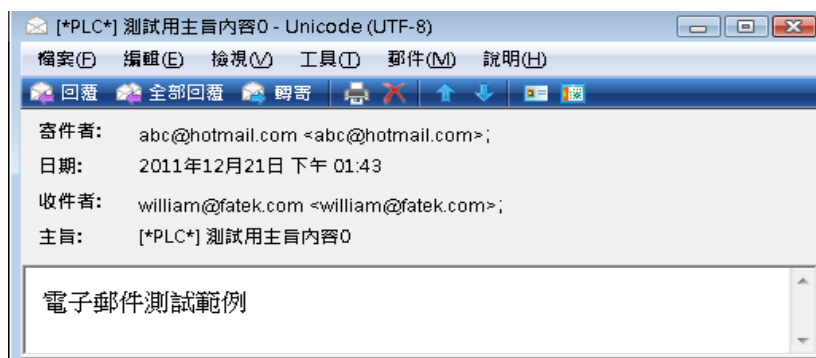 [*PLC*] 測試用主旨內容0 - Unicode (UTF-8)
檔案(F) 編輯(E) 檢視(V) 工具(T) 郵件(M) 說明(H)
回覆 全部回覆 轉寄
寄件者: abc@hotmail.com <abc@hotmail.com>;
日期: 2011年12月21日 下午 01:43
收件者: william@fatek.com <william@fatek.com>;
主旨: [*PLC*] 測試用主旨內容0
電子郵件測試範例